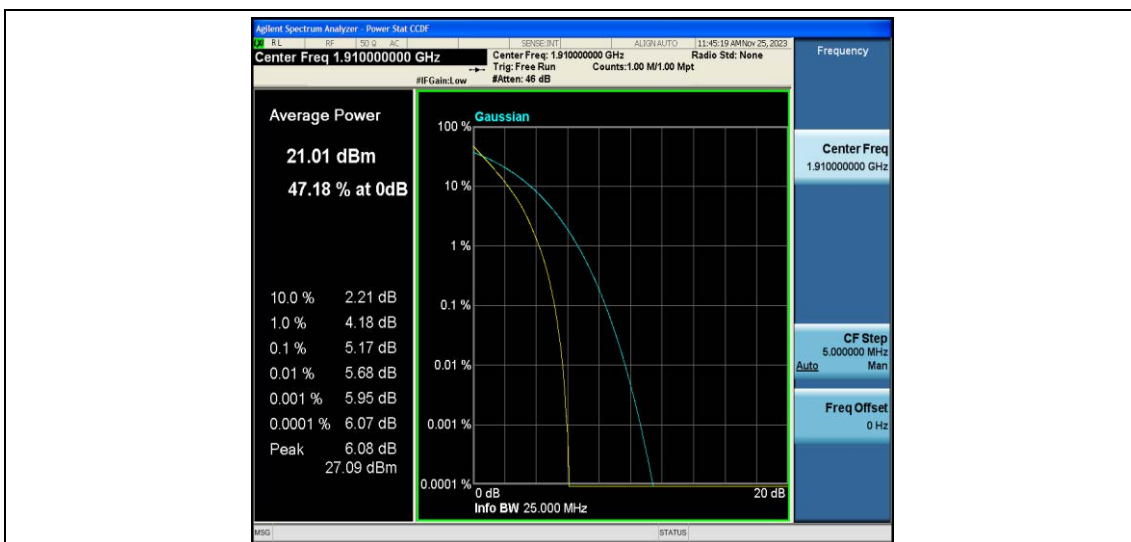 Agilent Spectrum Analyzer - Power Stat CCDF
RL RF 50 Ω AC SENSE:INT ALIGN AUTO 11:45:19 AM Nov 25, 2023
Center Freq 1.910000000 GHz
Center Freq: 1.910000000 GHz Radio Std: None
Trig: Free Run Counts:1.00 M/1.00 Mpt
#IFGain:Low #Atten: 46 dB
Frequency
Average Power
21.01 dBm
47.18 % at 0dB
10.0 % 2.21 dB
1.0 % 4.18 dB
0.1 % 5.17 dB
0.01 % 5.68 dB
0.001 % 5.95 dB
0.0001 % 6.07 dB
Peak 6.08 dB
27.09 dBm
Gaussian
100 %
10 %
1 %
0.1 %
0.01 %
0.001 %
0.0001 %
0 dB 20 dB
Info BW 25.000 MHz
Center Freq
1.910000000 GHz
CF Step
5.000000 MHz
Auto Man
Freq Offset
0 Hz
MSG STATUS